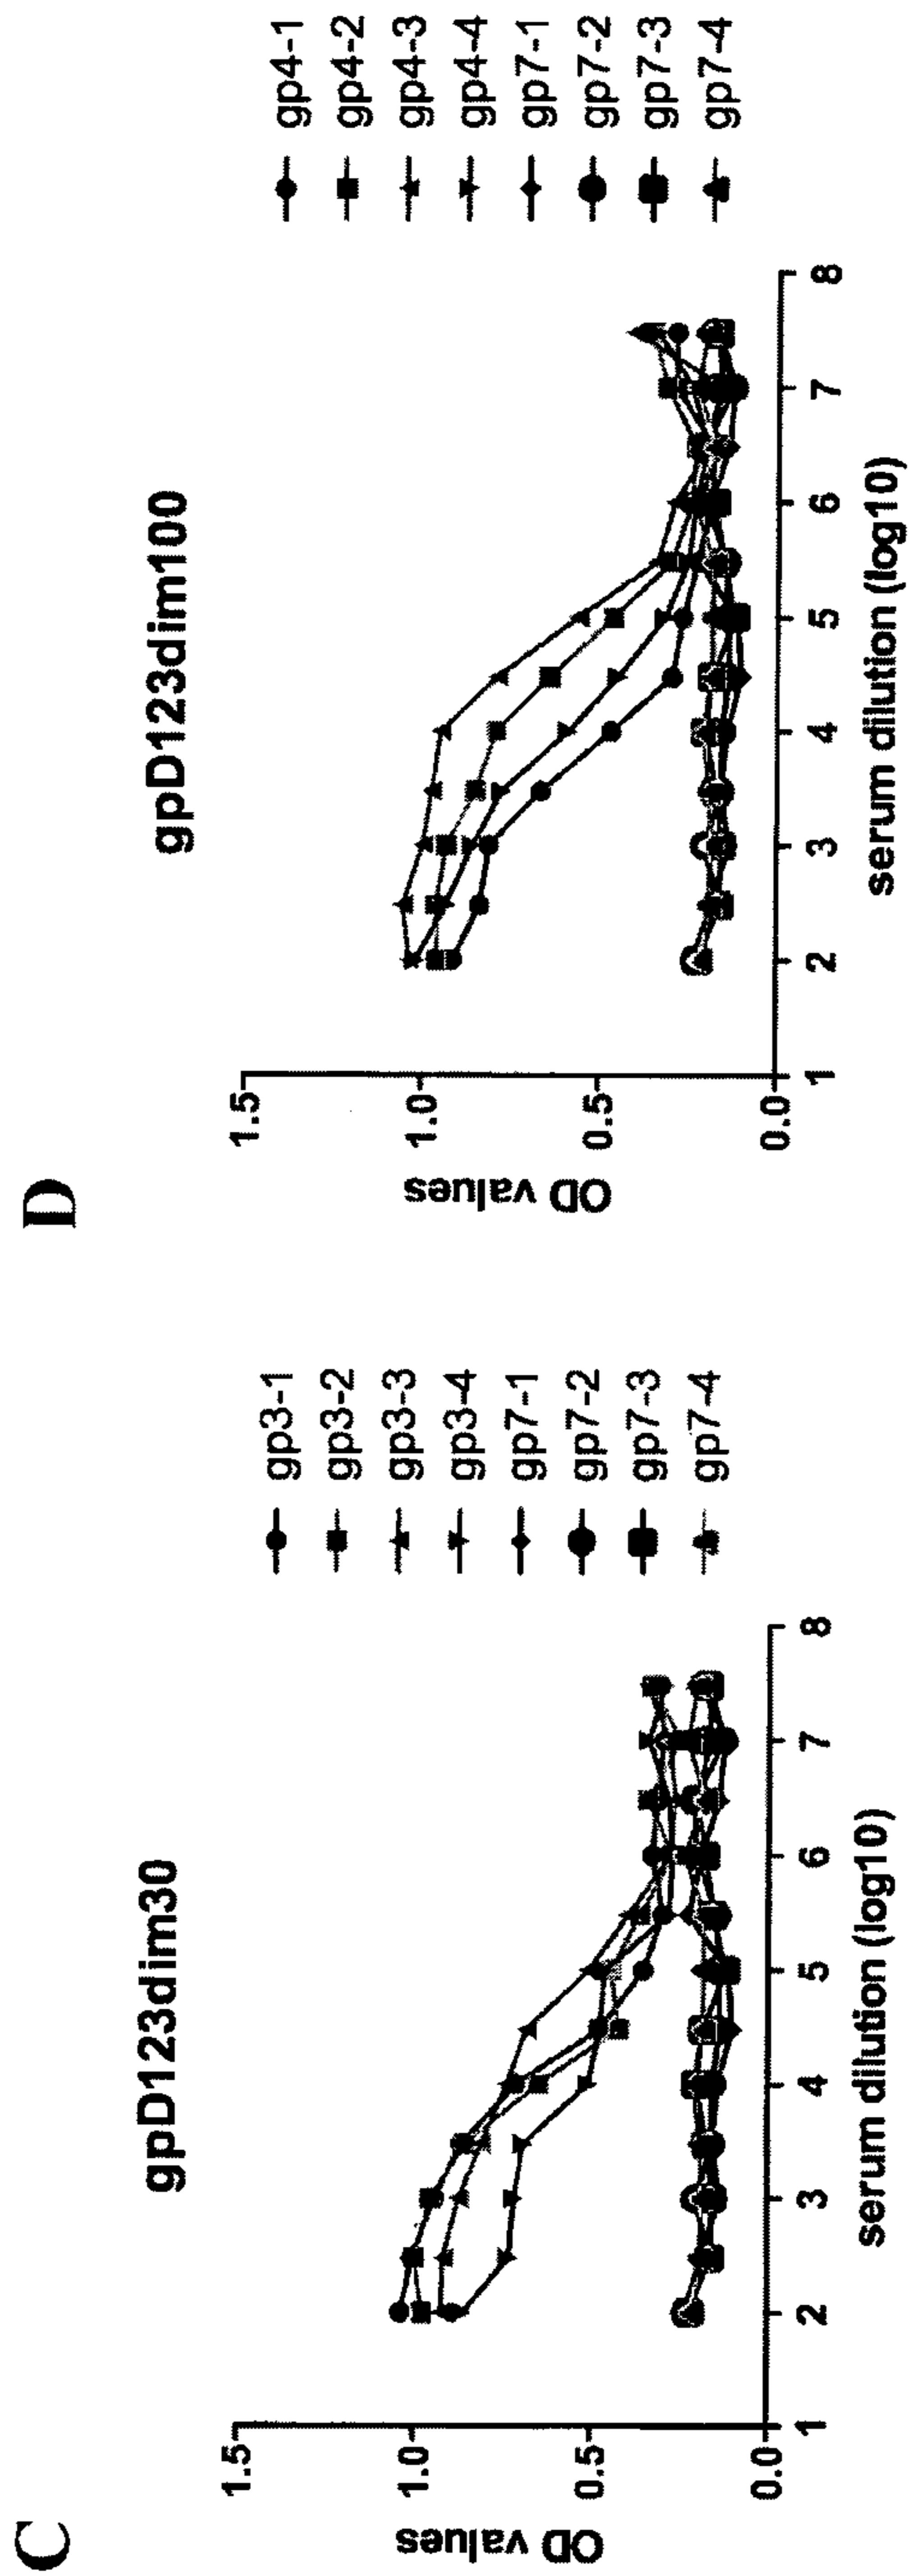 C
gpD123dim30
OD values
1.5
1.0
0.5
0.0
1 2 3 4 5 6 7 8
serum dilution (log10)
gp3-1
gp3-2
gp3-3
gp3-4
gp7-1
gp7-2
gp7-3
gp7-4
D
gpD123dim100
OD values
1.5
1.0
0.5
0.0
1 2 3 4 5 6 7 8
serum dilution (log10)
gp4-1
gp4-2
gp4-3
gp4-4
gp7-1
gp7-2
gp7-3
gp7-4